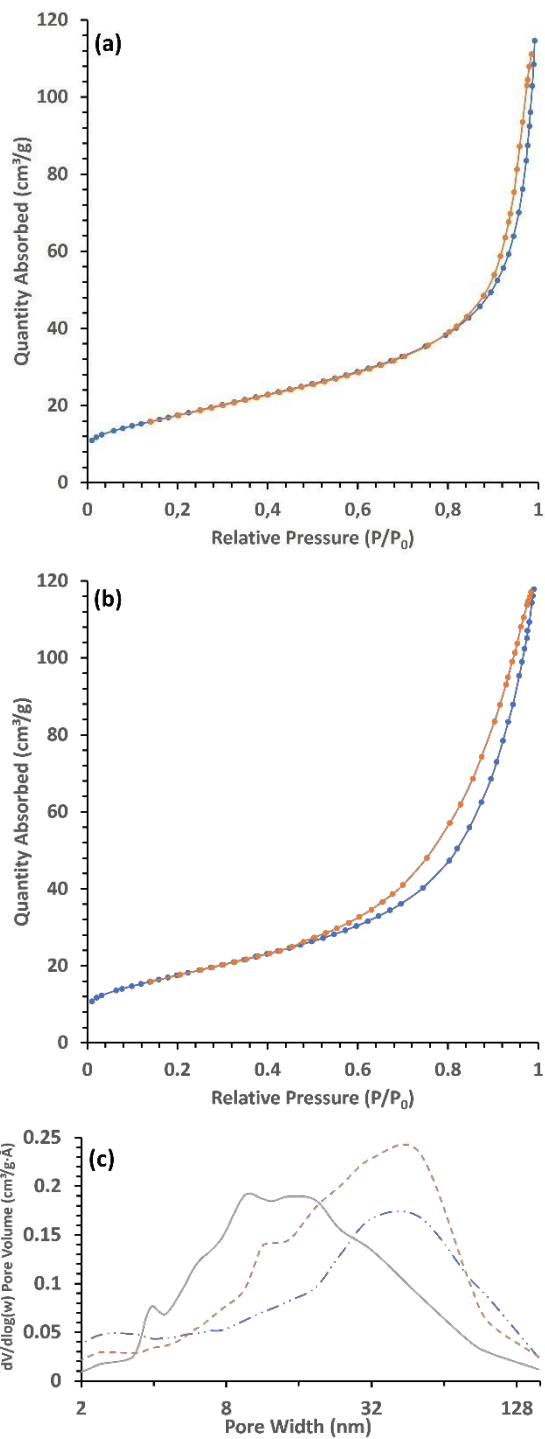 (a)
Quantity Absorbed (cm³/g)
120
100
80
60
40
20
0
0 0,2 0,4 0,6 0,8 1
Relative Pressure (P/P₀)
(b)
Quantity Absorbed (cm³/g)
120
100
80
60
40
20
0
0 0.2 0.4 0.6 0.8 1
Relative Pressure (P/P₀)
(c)
dV/dlog(w) Pore Volume (cm³/g·Å)
0.25
0.2
0.15
0.1
0.05
0
2 8 32 128
Pore Width (nm)